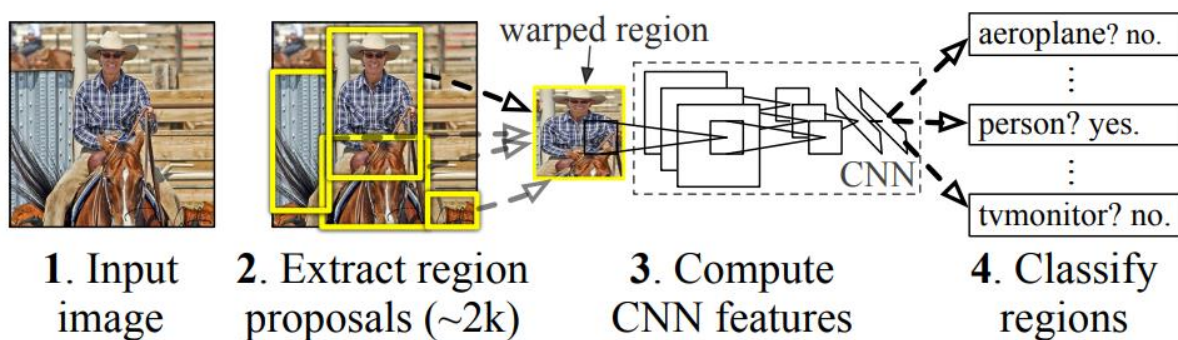 warped region
aeroplane? no.
⋮
person? yes.
CNN
⋮
tvmonitor? no.
1. Input
image
2. Extract region
proposals (~2k)
3. Compute
CNN features
4. Classify
regions